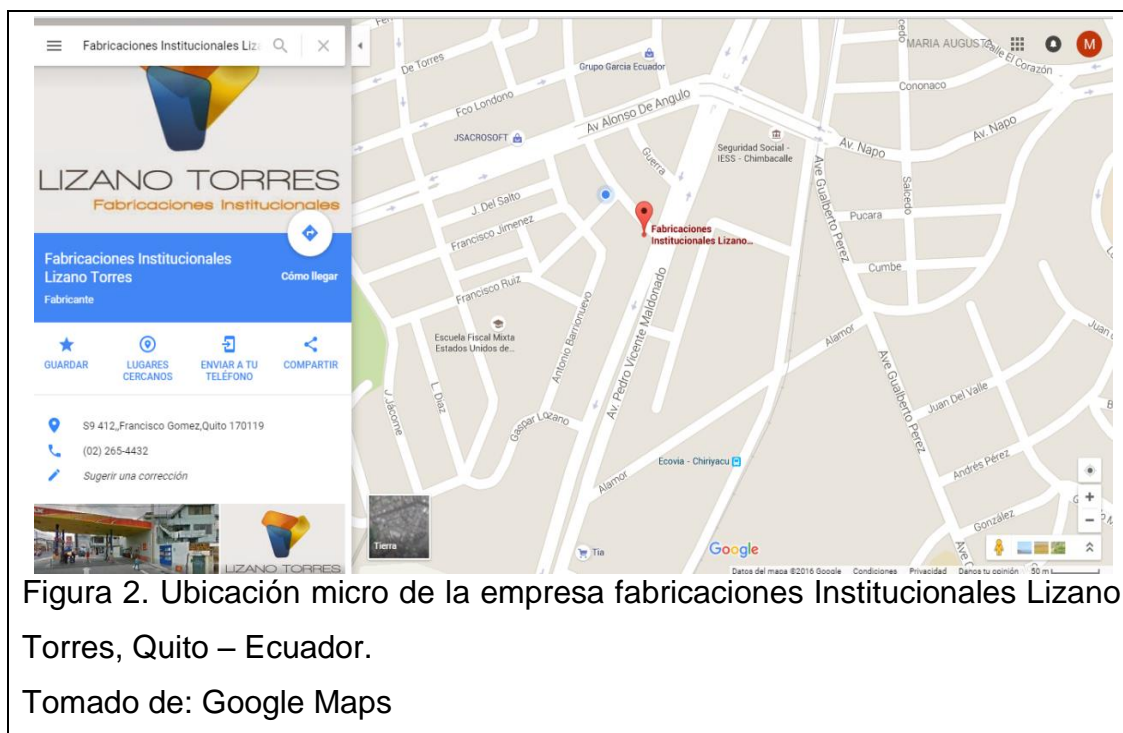 Fabricaciones Institucionales Liz
LIZANO TORRES
Fabricaciones Institucionales
Fabricaciones Institucionales
Lizano Torres
Fabricante
Cómo llegar
GUARDAR
LUGARES
CERCANOS
ENVIAR A TU
TELÉFONO
COMPARTIR
S9 412,,Francisco Gomez,Quito 170119
(02) 265-4432
Sugerir una corrección
LIZANO TORRES
MARIA AUGUSTA
M
De Torres
Grupo Garcia Ecuador
Calle El Corazón
Cononaco
Fco Londono
Av Alonso De Angulo
JSACROSOFT
Guerra
Seguridad Social -
IESS - Chimbacalle
Av. Napo
Av. Napo
Salcedo
Ave Gualberto Perez
J. Del Salto
Pucara
Francisco Jimenez
Fabricaciones
Institucionales Lizano...
Cumbe
Francisco Ruiz
Escuela Fiscal Mixta
Estados Unidos de...
Antonio Barrionuevo
Av. Pedro Vicente Maldonado
Alamor
Ave Gualberto Perez
Juan Del Valle
J Jácome
L. Diaz
Gaspar Lozano
Ecovia - Chiriyacu
Andrés Pérez
Alamor
González
Tierra
Tia
Google
Datos del mapa ©2016 Google Condiciones Privacidad Danos tu opinión 50 m
Figura 2. Ubicación micro de la empresa fabricaciones Institucionales Lizano
Torres, Quito – Ecuador.
Tomado de: Google Maps